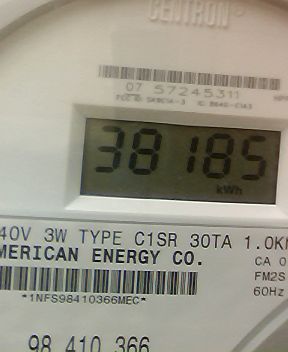 CENTRON®
07 57245311
38185
kWh
40V 3W TYPE C1SR 30TA 1.0K
MERICAN ENERGY CO.
CA 0
FM2S
60Hz
*1NFS98410366MEC*
98 410 366